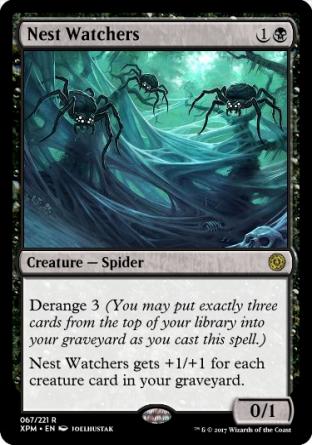 Nest Watchers 1
Creature — Spider
Derange 3 (You may put exactly three
cards from the top of your library into
your graveyard as you cast this spell.)
Nest Watchers gets +1/+1 for each
creature card in your graveyard.
0/1
067/221 R
XPM • EN JOELHUSTAK
™ & © 2017 Wizards of the Coast